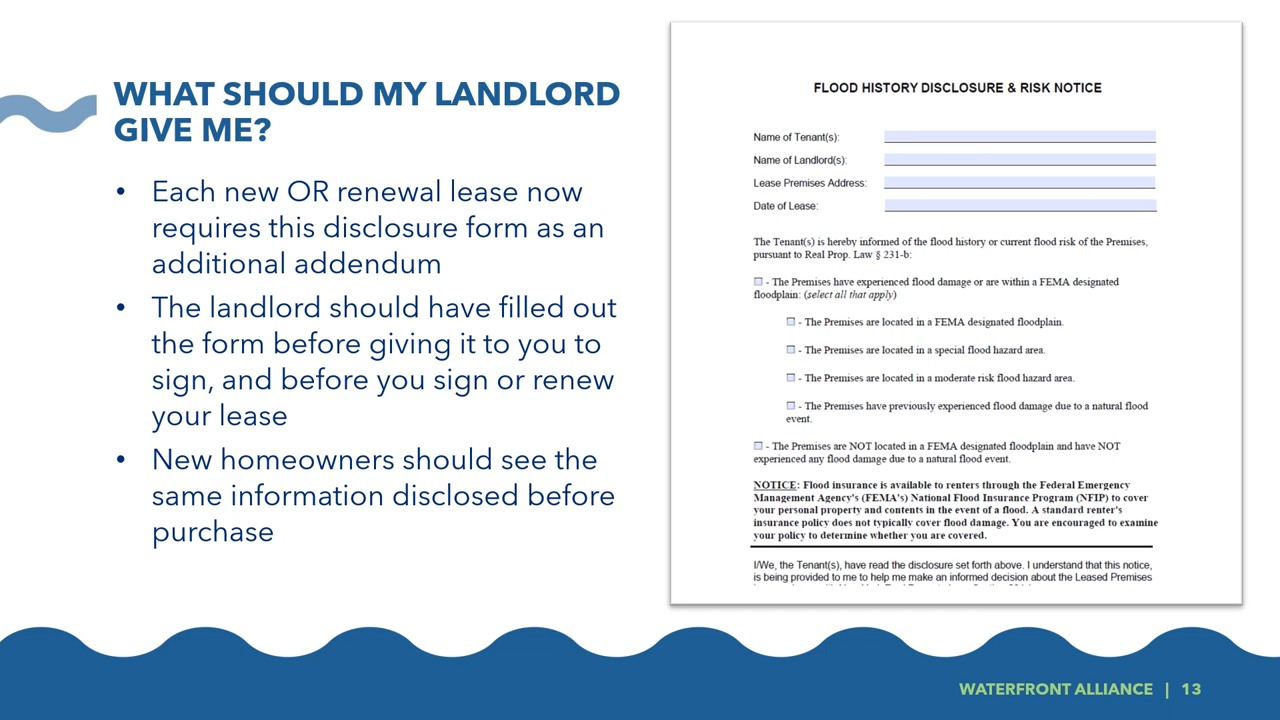 WHAT SHOULD MY LANDLORD
GIVE ME?
• Each new OR renewal lease now
requires this disclosure form as an
additional addendum
• The landlord should have filled out
the form before giving it to you to
sign, and before you sign or renew
your lease
• New homeowners should see the
same information disclosed before
purchase
FLOOD HISTORY DISCLOSURE & RISK NOTICE
Name of Tenant(s):
Name of Landlord(s):
Lease Premises Address:
Date of Lease:
The Tenant(s) is hereby informed of the flood history or current flood risk of the Premises,
pursuant to Real Prop. Law § 231-b:
- The Premises have experienced flood damage or are within a FEMA designated
floodplain: (select all that apply)
- The Premises are located in a FEMA designated floodplain.
- The Premises are located in a special flood hazard area.
- The Premises are located in a moderate risk flood hazard area.
- The Premises have previously experienced flood damage due to a natural flood
event.
- The Premises are NOT located in a FEMA designated floodplain and have NOT
experienced any flood damage due to a natural flood event.
NOTICE: Flood insurance is available to renters through the Federal Emergency
Management Agency's (FEMA's) National Flood Insurance Program (NFIP) to cover
your personal property and contents in the event of a flood. A standard renter's
insurance policy does not typically cover flood damage. You are encouraged to examine
your policy to determine whether you are covered.
I/We, the Tenant(s), have read the disclosure set forth above. I understand that this notice,
is being provided to me to help me make an informed decision about the Leased Premises
WATERFRONT ALLIANCE | 13